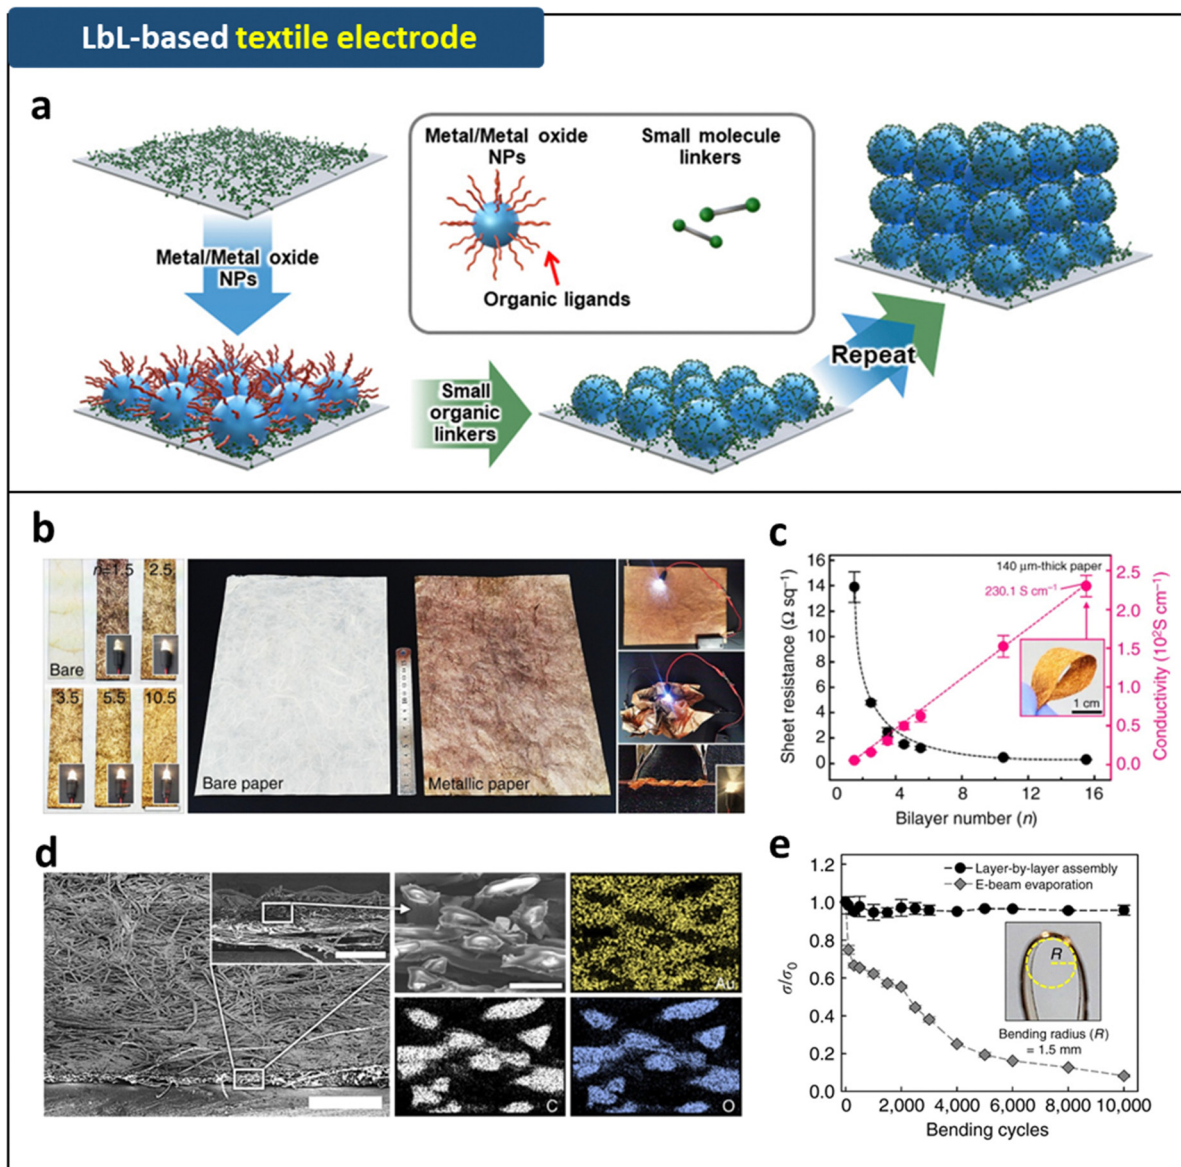 LbL-based textile electrode
a
Metal/Metal oxide
NPs
Small molecule
linkers
Organic ligands
Metal/Metal oxide
NPs
Small
organic
linkers
Repeat
b
Bare
n=1.5
2.5
3.5
5.5
10.5
Bare paper
Metallic paper
c
16
14
12
10
8
6
4
2
0
Sheet resistance (Ω sq⁻¹)
140 μm-thick paper
230.1 S cm⁻¹
1 cm
2.5
2.0
1.5
1.0
0.5
0.0
Conductivity (10²S cm⁻¹)
0 4 8 12 16
Bilayer number (n)
d
Au
C
O
e
1.2
1.0
0.8
0.6
0.4
0.2
0.0
σ/σ₀
Layer-by-layer assembly
E-beam evaporation
R
Bending radius (R)
= 1.5 mm
0 2,000 4,000 6,000 8,000 10,000
Bending cycles